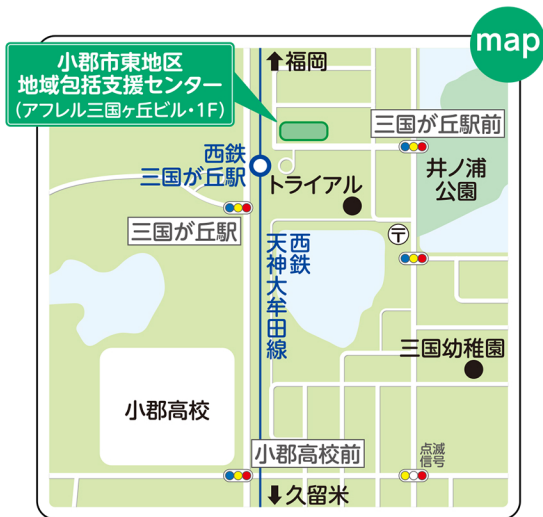 map
小郡市東地区
地域包括支援センター
(アフレル三国ヶ丘ビル・1F)
↑福岡
三国が丘駅前
西鉄
三国が丘駅
トライアル
井ノ浦
公園
三国が丘駅
〒
西鉄
天神大牟田線
三国幼稚園
小郡高校
小郡高校前
点滅
信号
↓久留米